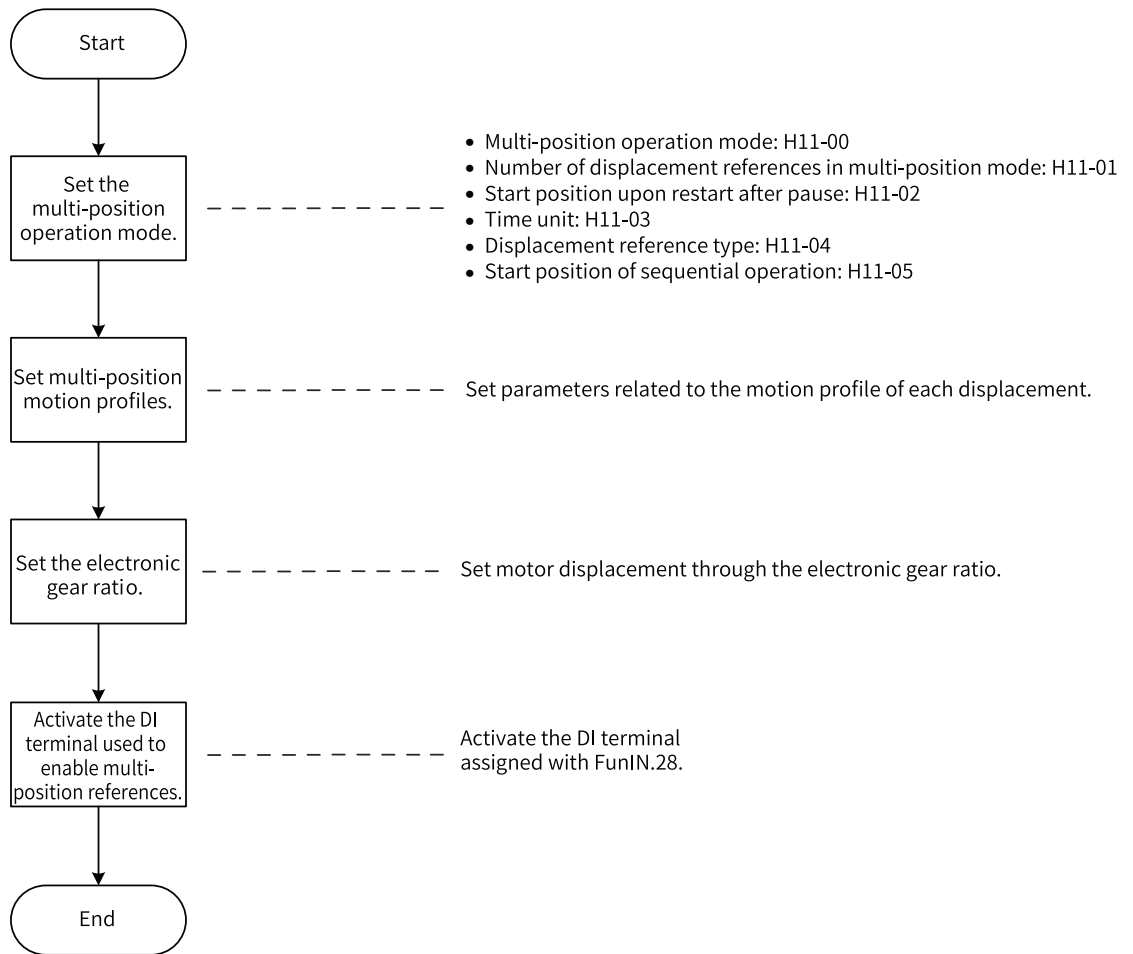 Start
Set the
multi-position
operation mode.
• Multi-position operation mode: H11-00
• Number of displacement references in multi-position mode: H11-01
• Start position upon restart after pause: H11-02
• Time unit: H11-03
• Displacement reference type: H11-04
• Start position of sequential operation: H11-05
Set multi-position
motion profiles.
Set parameters related to the motion profile of each displacement.
Set the electronic
gear ratio.
Set motor displacement through the electronic gear ratio.
Activate the DI
terminal used to
enable multi-
position references.
Activate the DI terminal
assigned with FunIN.28.
End